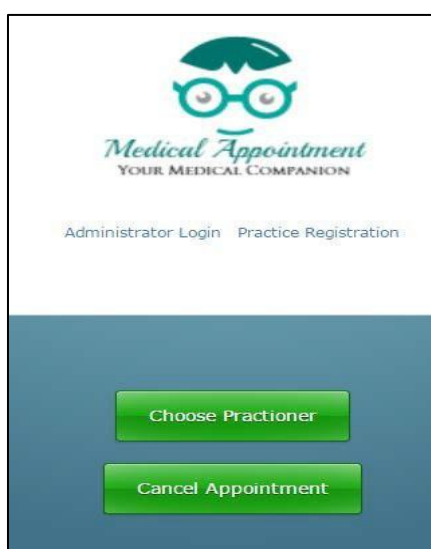 Medical Appointment
YOUR MEDICAL COMPANION
Administrator Login Practice Registration
Choose Practioner
Cancel Appointment